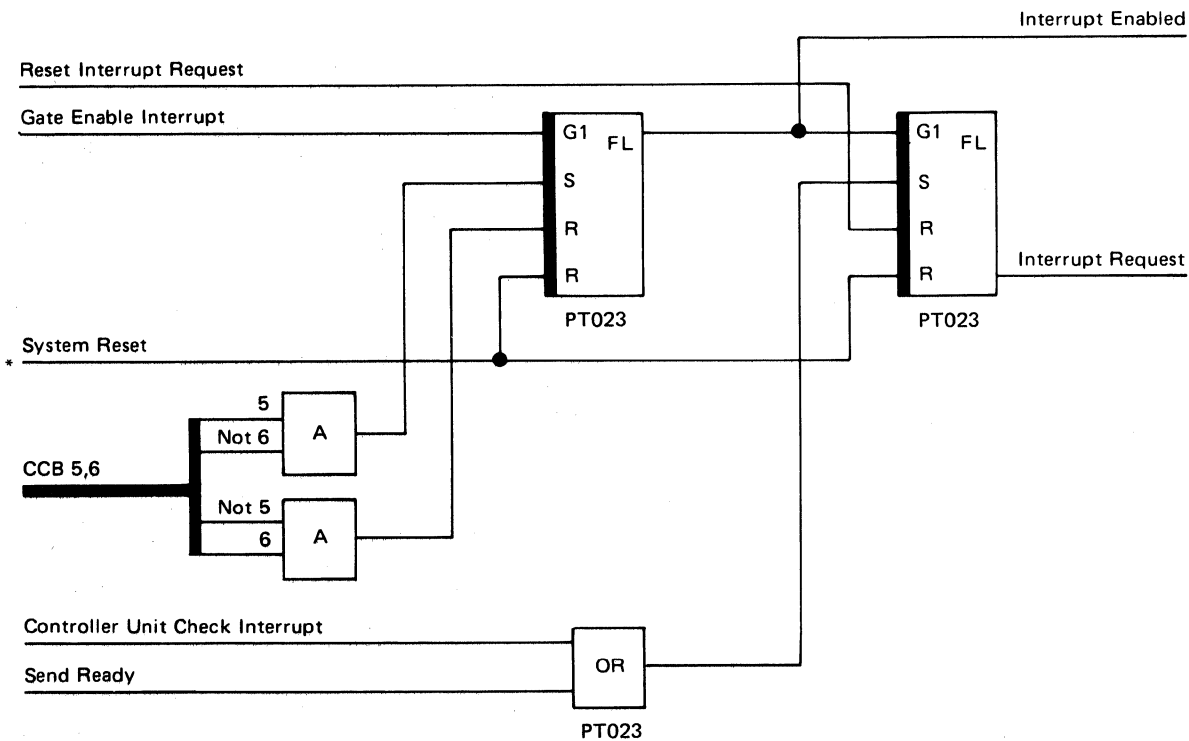 Interrupt Enabled
Reset Interrupt Request
Gate Enable Interrupt
G1
FL
S
R
R
PT023
G1
FL
S
R
R
PT023
Interrupt Request
* System Reset
5
Not 6
A
CCB 5,6
Not 5
6
A
Controller Unit Check Interrupt
Send Ready
OR
PT023